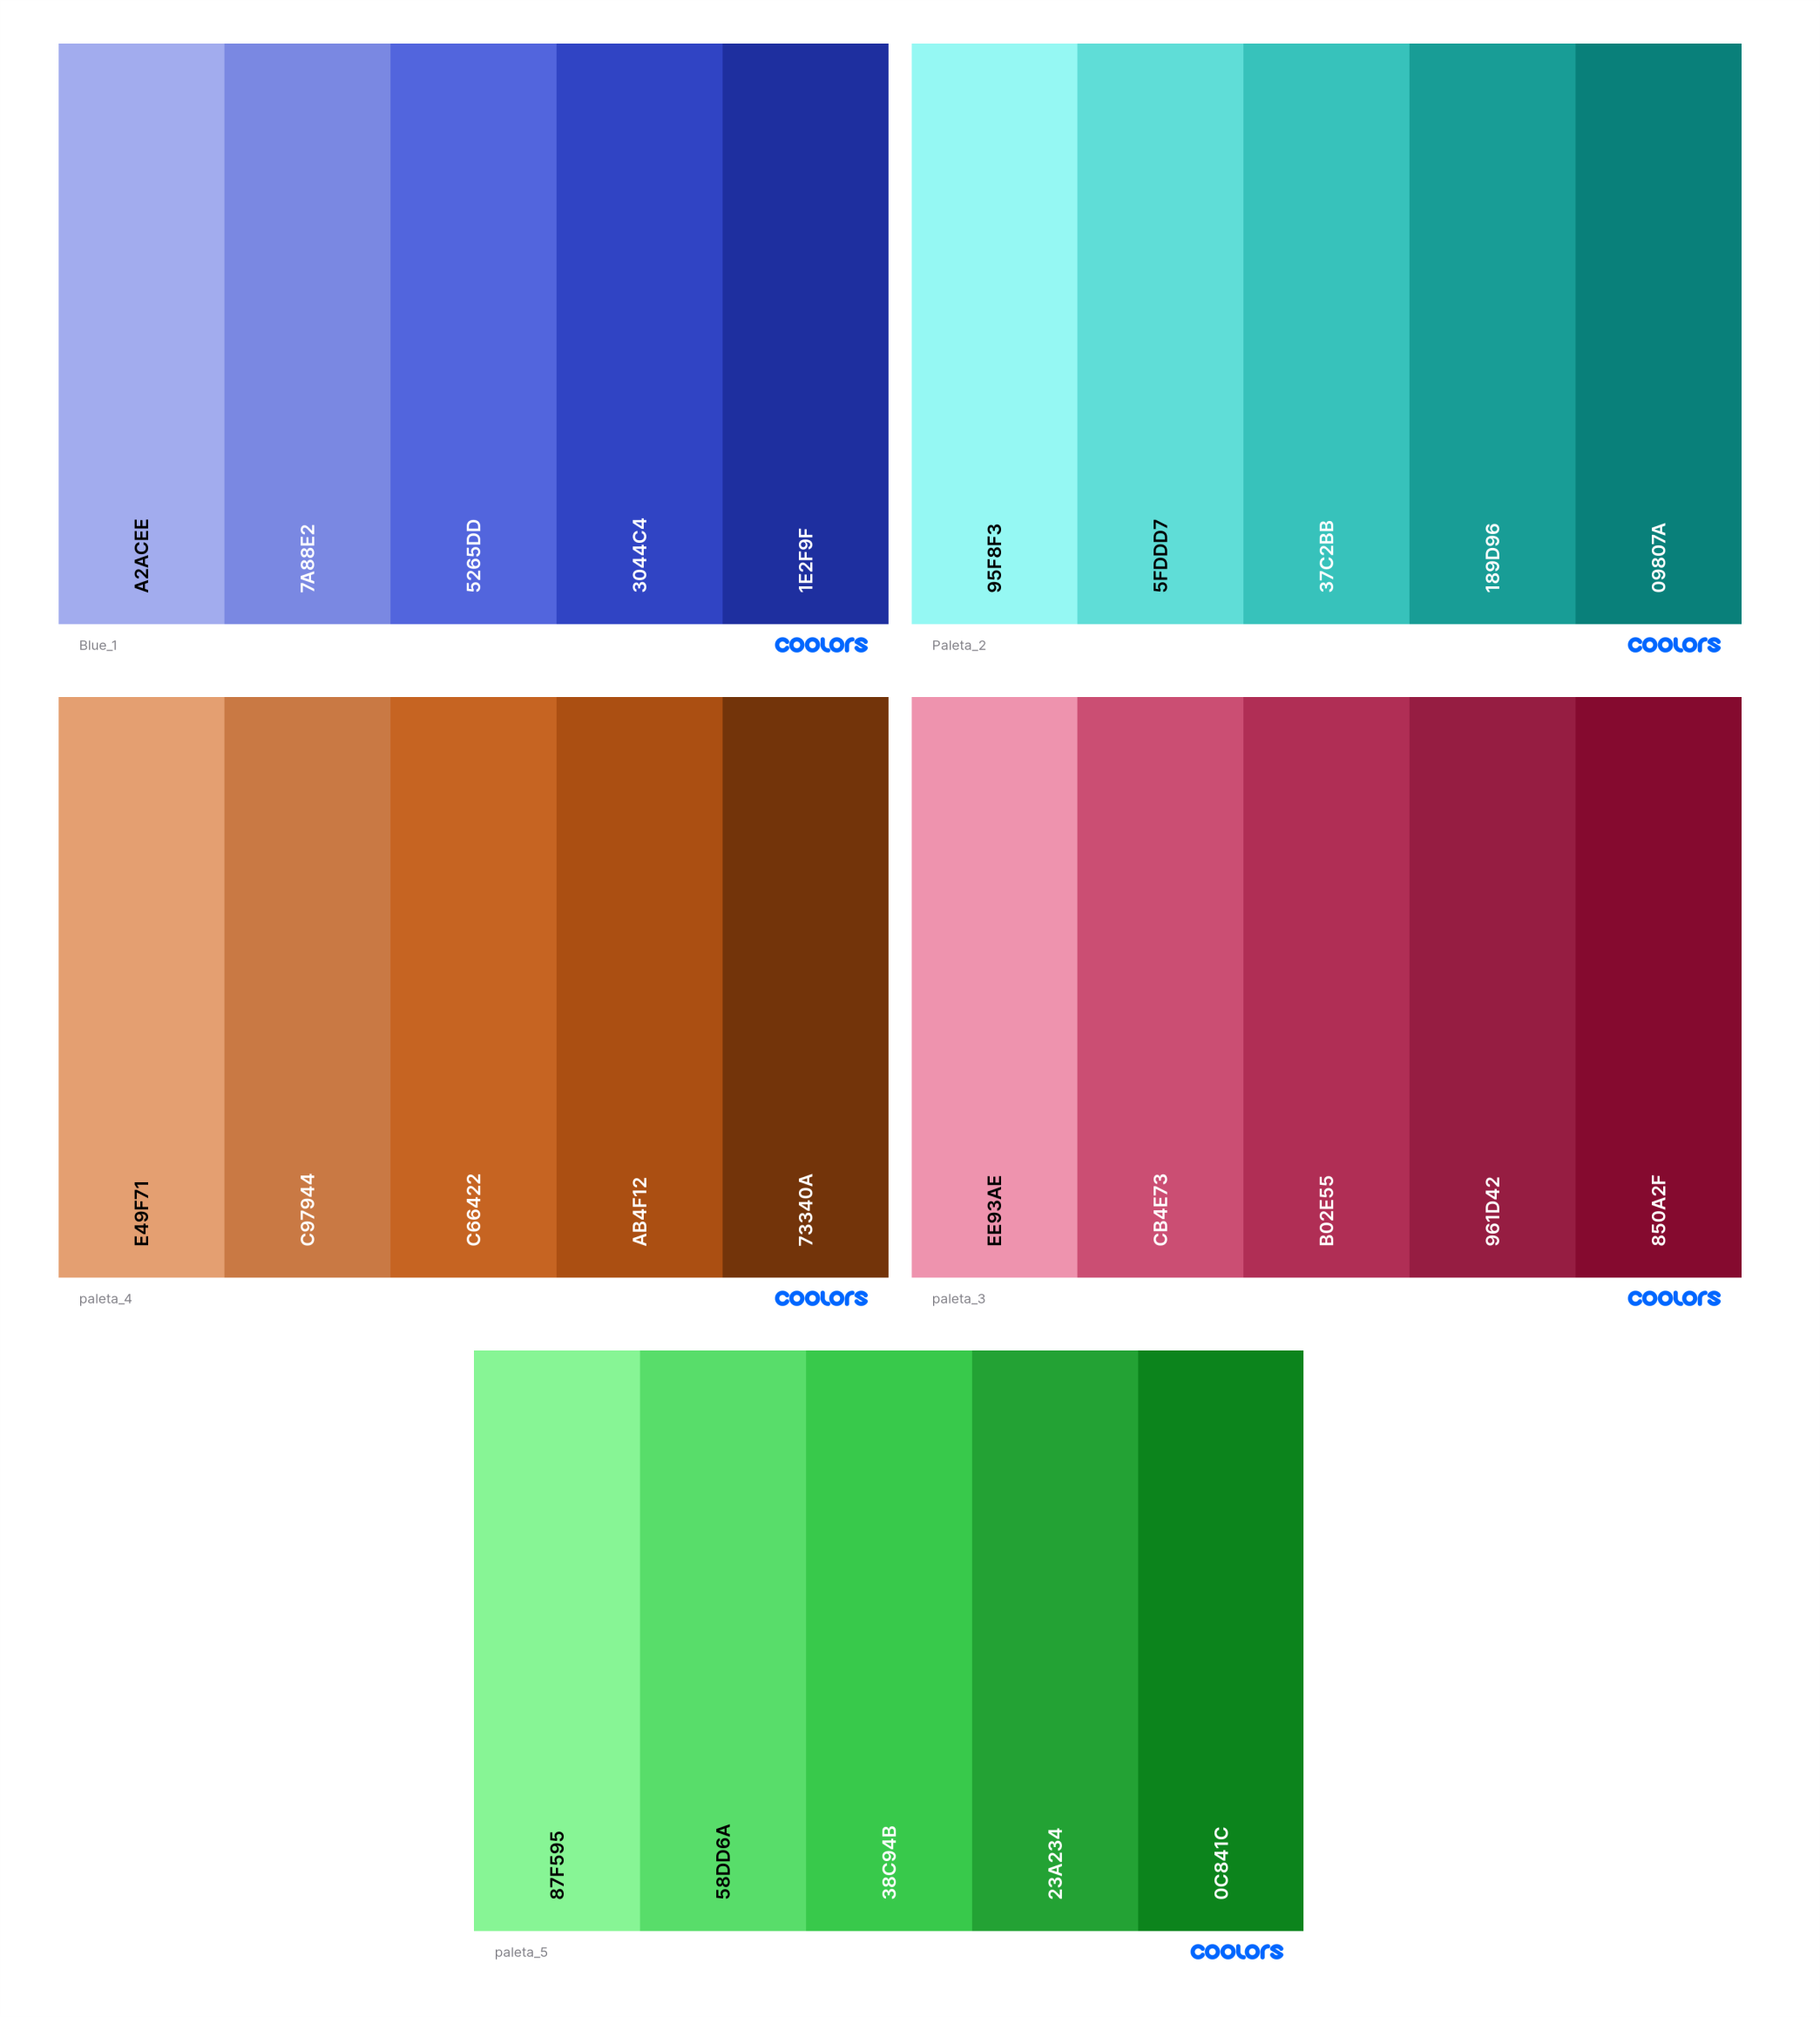 A2ACEE
7A88E2
5265DD
3044C4
1E2F9F
Blue_1
coolors
95F8F3
5FDDD7
37C2BB
189D96
09807A
Paleta_2
coolors
E49F71
C97944
C66422
AB4F12
73340A
paleta_4
coolors
EE93AE
CB4E73
B02E55
961D42
850A2F
paleta_3
coolors
87F595
58DD6A
38C94B
23A234
0C841C
paleta_5
coolors